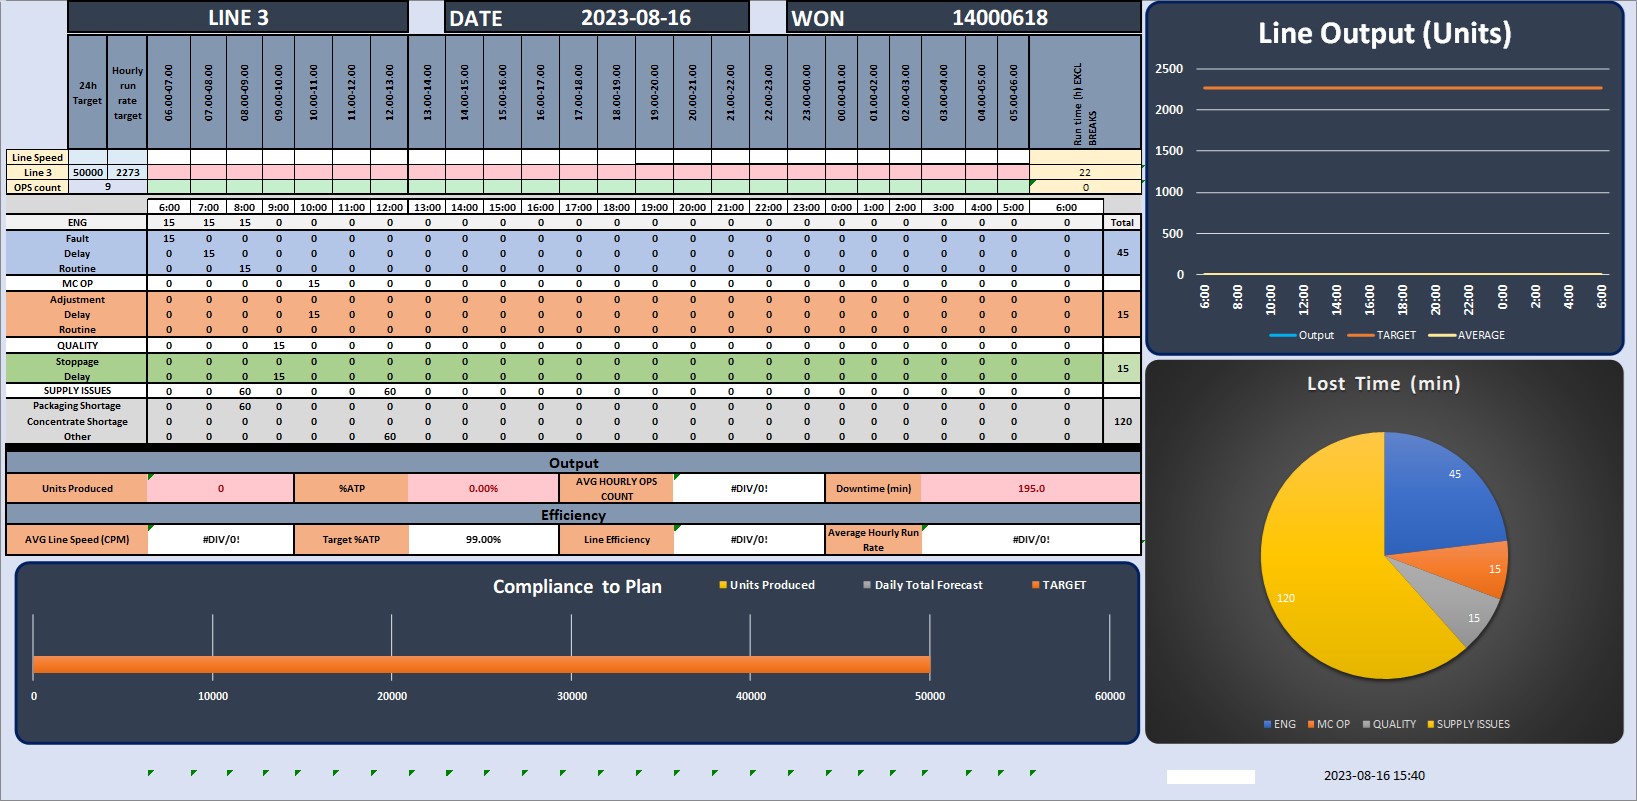 LINE 3 DATE 2023-08-16 WON 14000618
24h Target Hourly run rate target 06.00-07.00 07.00-08.00 08.00-09.00 09.00-10.00 10.00-11.00 11.00-12.00 12.00-13.00 13.00-14.00 14.00-15.00 15.00-16.00 16.00-17.00 17.00-18.00 18.00-19.00 19.00-20.00 20.00-21.00 21.00-22.00 22.00-23.00 23.00-00.00 00.00-01.00 01.00-02.00 02.00-03.00 03.00-04.00 04.00-05.00 05.00-06.00 Run time (h) EXCL BREAKS
Line Speed
Line 3 50000 2273 22
OPS count 9 0
6:00 7:00 8:00 9:00 10:00 11:00 12:00 13:00 14:00 15:00 16:00 17:00 18:00 19:00 20:00 21:00 22:00 23:00 0:00 1:00 2:00 3:00 4:00 5:00 6:00
ENG 15 15 15 0 0 0 0 0 0 0 0 0 0 0 0 0 0 0 0 0 0 0 0 0 0 Total
Fault 15 0 0 0 0 0 0 0 0 0 0 0 0 0 0 0 0 0 0 0 0 0 0 0 0
Delay 0 15 0 0 0 0 0 0 0 0 0 0 0 0 0 0 0 0 0 0 0 0 0 0 0 45
Routine 0 0 15 0 0 0 0 0 0 0 0 0 0 0 0 0 0 0 0 0 0 0 0 0 0
MC OP 0 0 0 0 15 0 0 0 0 0 0 0 0 0 0 0 0 0 0 0 0 0 0 0 0
Adjustment 0 0 0 0 0 0 0 0 0 0 0 0 0 0 0 0 0 0 0 0 0 0 0 0 0
Delay 0 0 0 0 15 0 0 0 0 0 0 0 0 0 0 0 0 0 0 0 0 0 0 0 0 15
Routine 0 0 0 0 0 0 0 0 0 0 0 0 0 0 0 0 0 0 0 0 0 0 0 0 0
QUALITY 0 0 0 15 0 0 0 0 0 0 0 0 0 0 0 0 0 0 0 0 0 0 0 0 0
Stoppage 0 0 0 0 0 0 0 0 0 0 0 0 0 0 0 0 0 0 0 0 0 0 0 0 0
Delay 0 0 0 15 0 0 0 0 0 0 0 0 0 0 0 0 0 0 0 0 0 0 0 0 0 15
SUPPLY ISSUES 0 0 60 0 0 0 60 0 0 0 0 0 0 0 0 0 0 0 0 0 0 0 0 0 0
Packaging Shortage 0 0 60 0 0 0 0 0 0 0 0 0 0 0 0 0 0 0 0 0 0 0 0 0 0
Concentrate Shortage 0 0 0 0 0 0 0 0 0 0 0 0 0 0 0 0 0 0 0 0 0 0 0 0 0 120
Other 0 0 0 0 0 0 60 0 0 0 0 0 0 0 0 0 0 0 0 0 0 0 0 0 0
Output
Units Produced 0 %ATP 0.00% AVG HOURLY OPS COUNT #DIV/0! Downtime (min) 195.0
Efficiency
AVG Line Speed (CPM) #DIV/0! Target %ATP 99.00% Line Efficiency #DIV/0! Average Hourly Run Rate #DIV/0!
Compliance to Plan Units Produced Daily Total Forecast TARGET
0 10000 20000 30000 40000 50000 60000
Line Output (Units)
2500
2000
1500
1000
500
0
6:00 8:00 10:00 12:00 14:00 16:00 18:00 20:00 22:00 0:00 2:00 4:00 6:00
Output TARGET AVERAGE
Lost Time (min)
45
15
120
15
ENG MC OP QUALITY SUPPLY ISSUES
2023-08-16 15:40